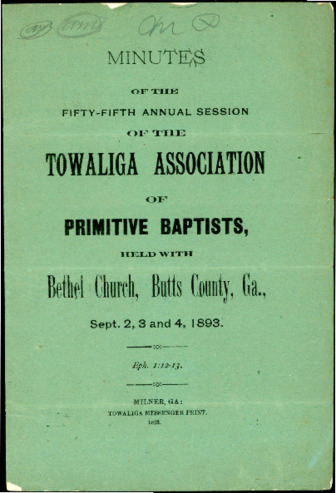 MINUTES
OF THE
FIFTY-FIFTH ANNUAL SESSION
OF THE
TOWALIGA ASSOCIATION
OF
PRIMITIVE BAPTISTS,
HELD WITH
Bethel Church, Butts County, Ga.,
Sept. 2, 3 and 4, 1893.
Eph. 1:12-13.
MILNER, GA:
TOWALIGA MESSENGER PRINT.
1893.